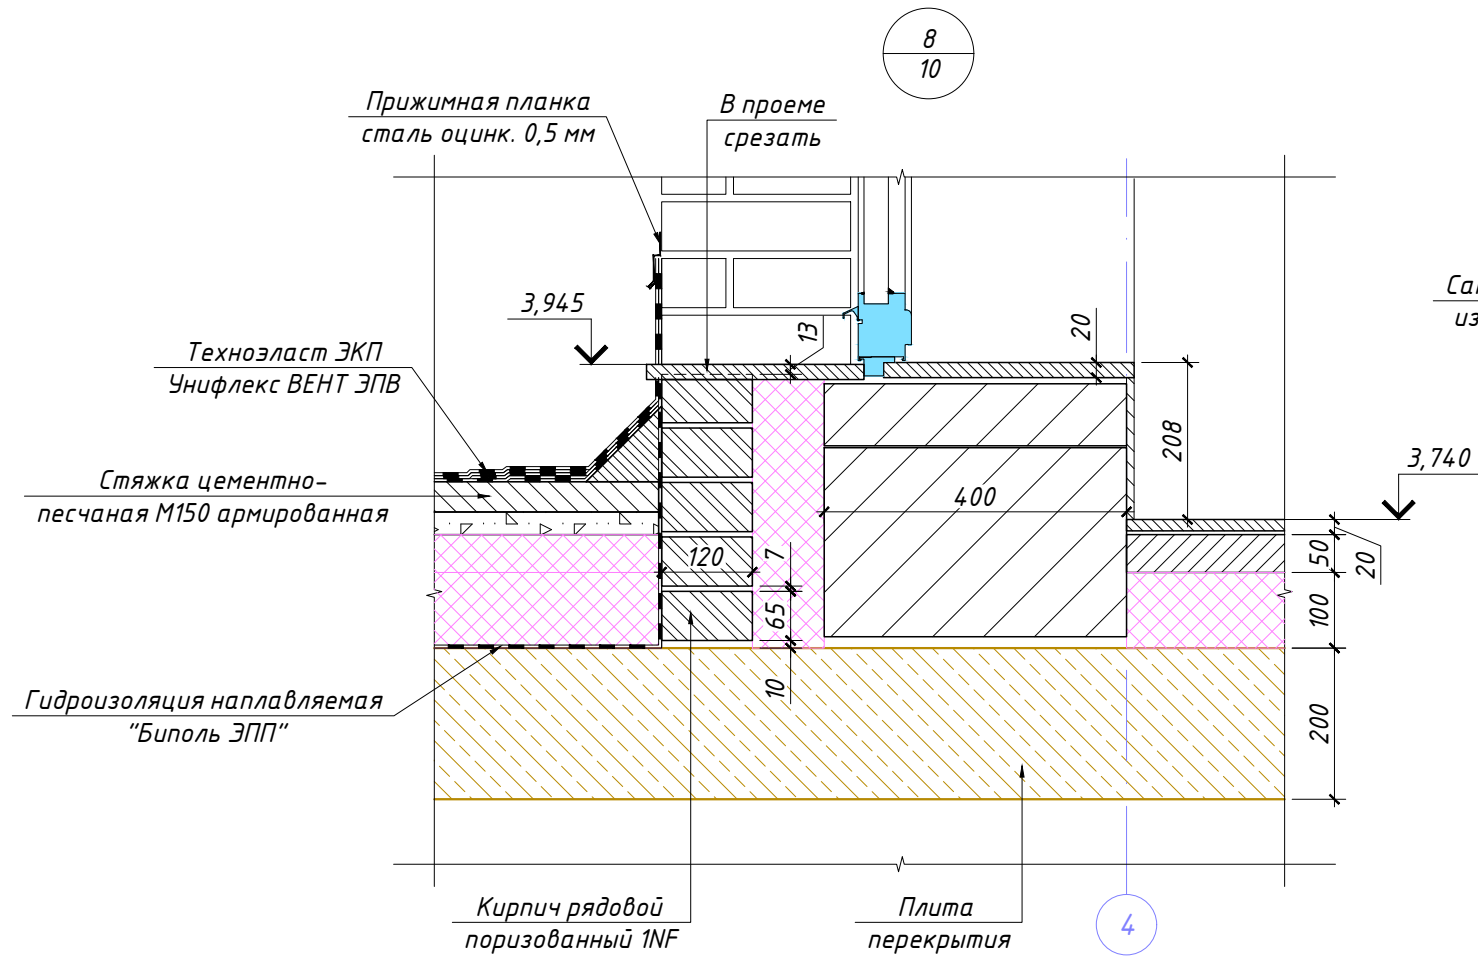 8
10
Прижимная планка
сталь оцинк. 0,5 мм
В проеме
срезать
3,945
13
20
Техноэласт ЭКП
Унифлекс ВЕНТ ЭПВ
208
3,740
Стяжка цементно-
песчаная М150 армированная
400
120
7
50
20
65
100
10
200
Гидроизоляция наплавляемая
"Биполь ЭПП"
Кирпич рядовой
поризованный 1NF
Плита
перекрытия
4